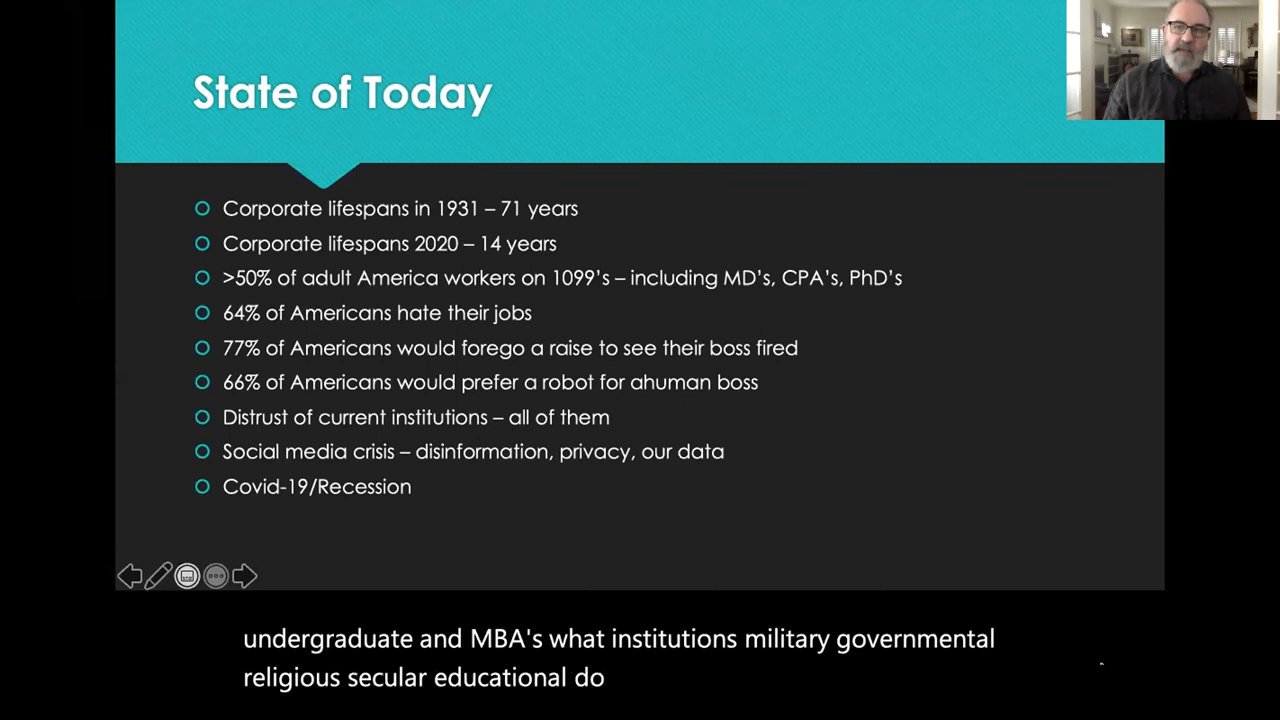 State of Today
Corporate lifespans in 1931 – 71 years
Corporate lifespans 2020 – 14 years
>50% of adult America workers on 1099's – including MD's, CPA's, PhD's
64% of Americans hate their jobs
77% of Americans would forego a raise to see their boss fired
66% of Americans would prefer a robot for ahuman boss
Distrust of current institutions – all of them
Social media crisis – disinformation, privacy, our data
Covid-19/Recession
undergraduate and MBA's what institutions military governmental
religious secular educational do